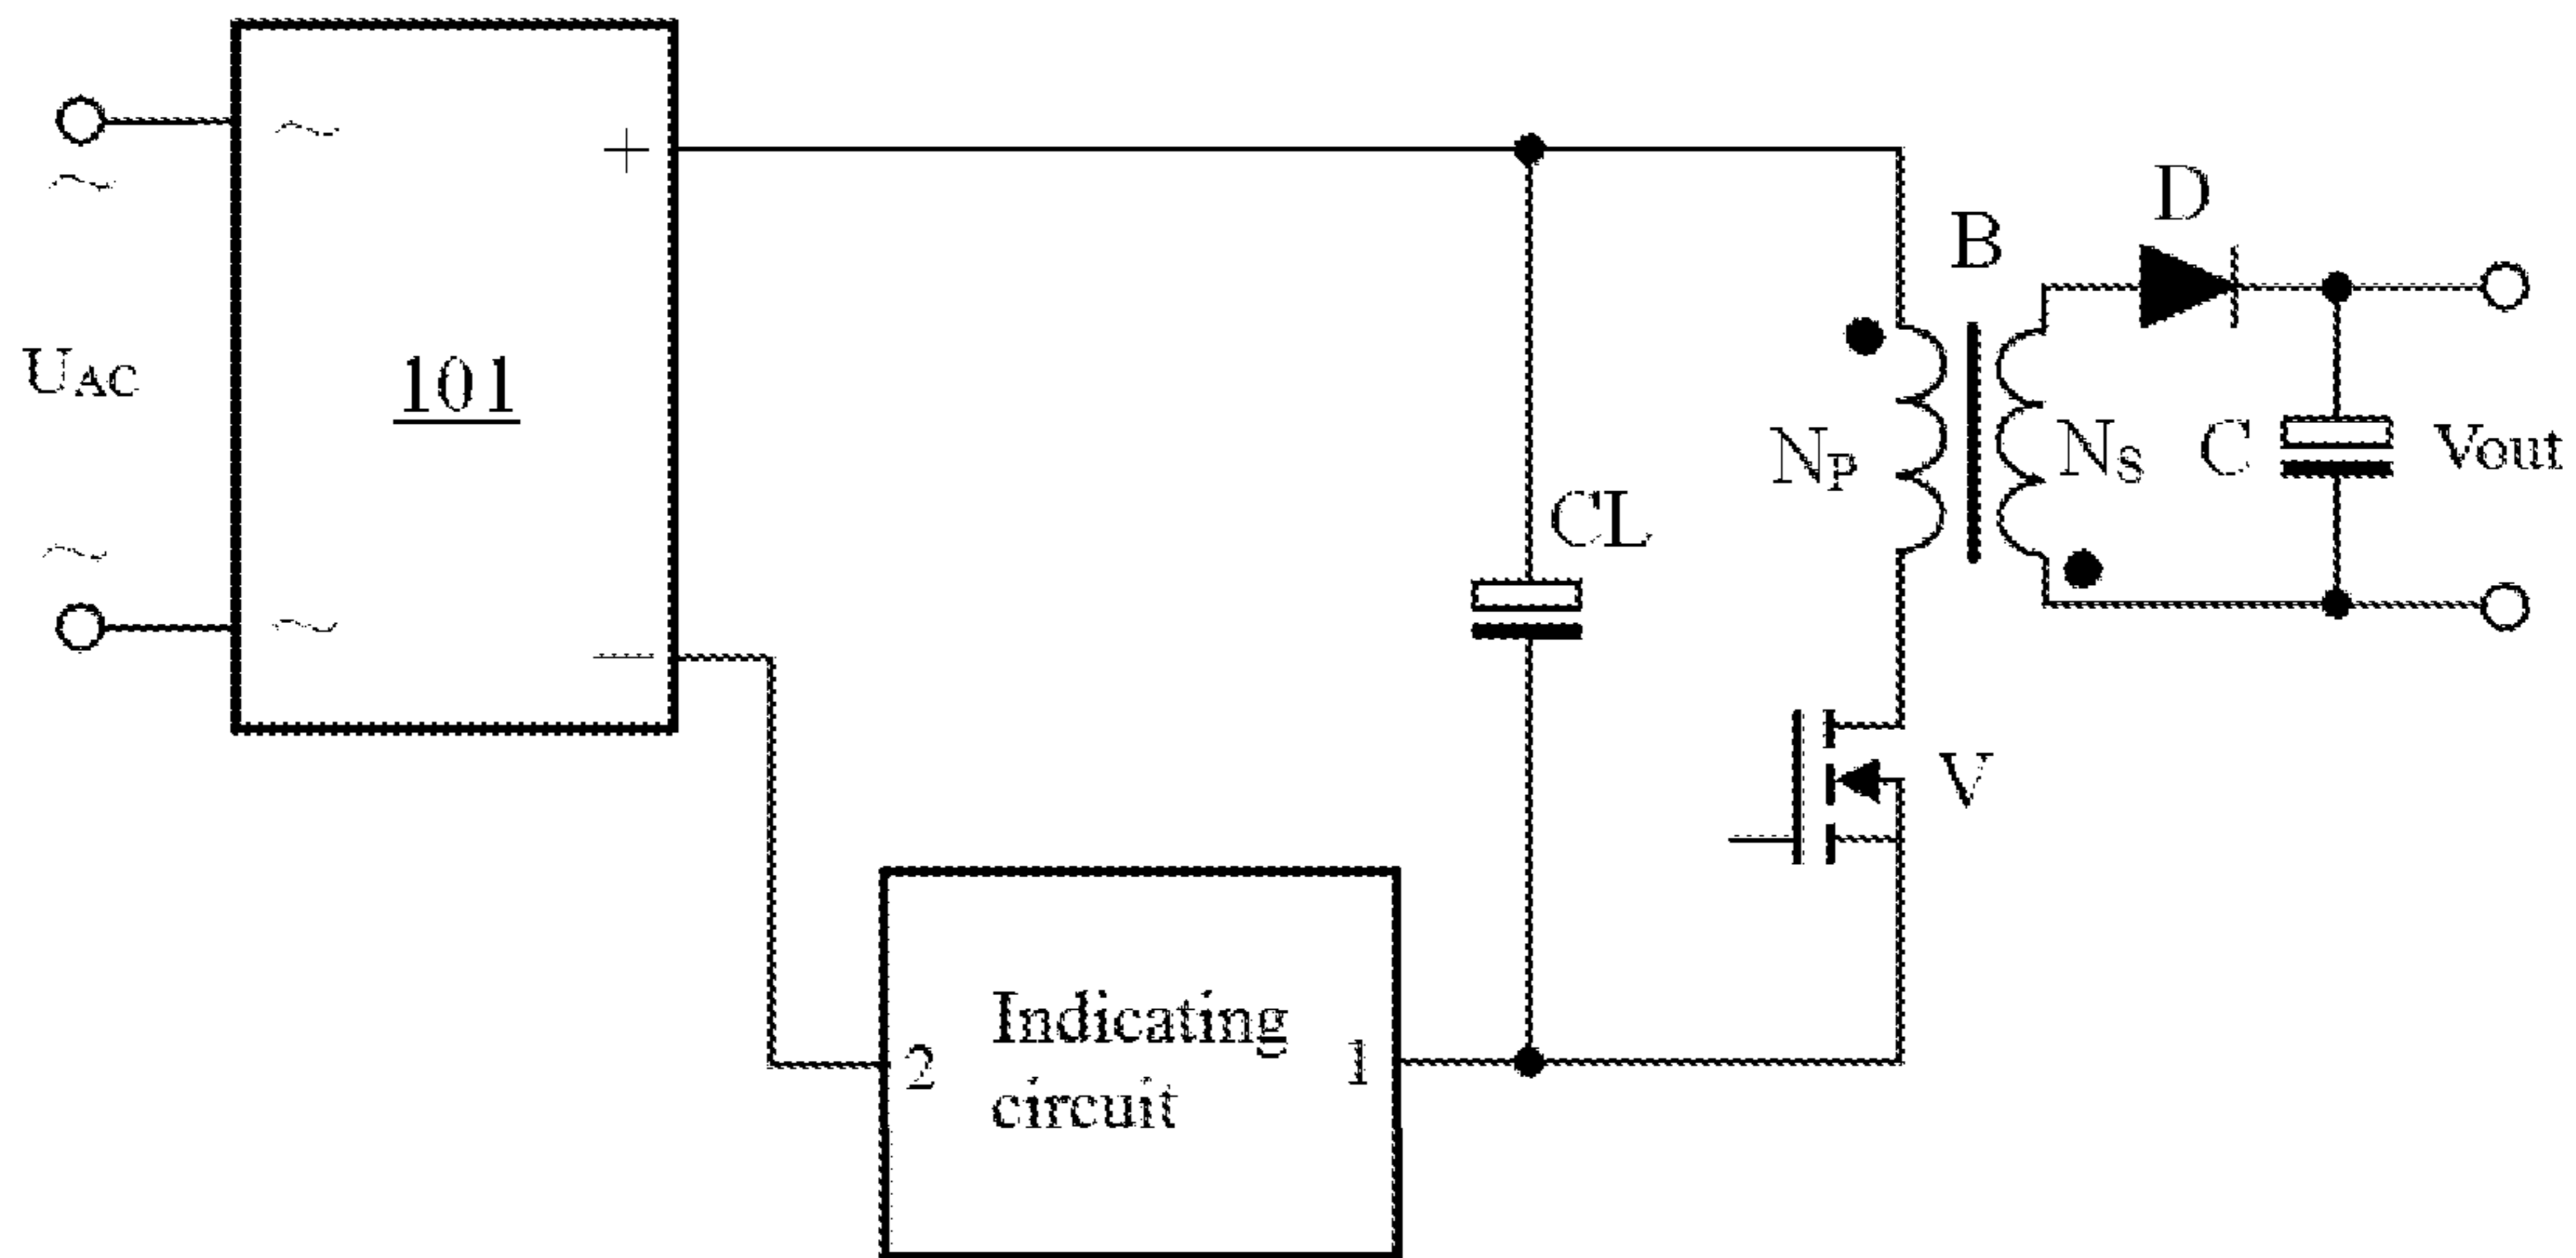 ~ ~
+
~
UAC
101
~ ~
—
D
B
NP
NS
C
Vout
CL
V
Indicating
circuit
2
1